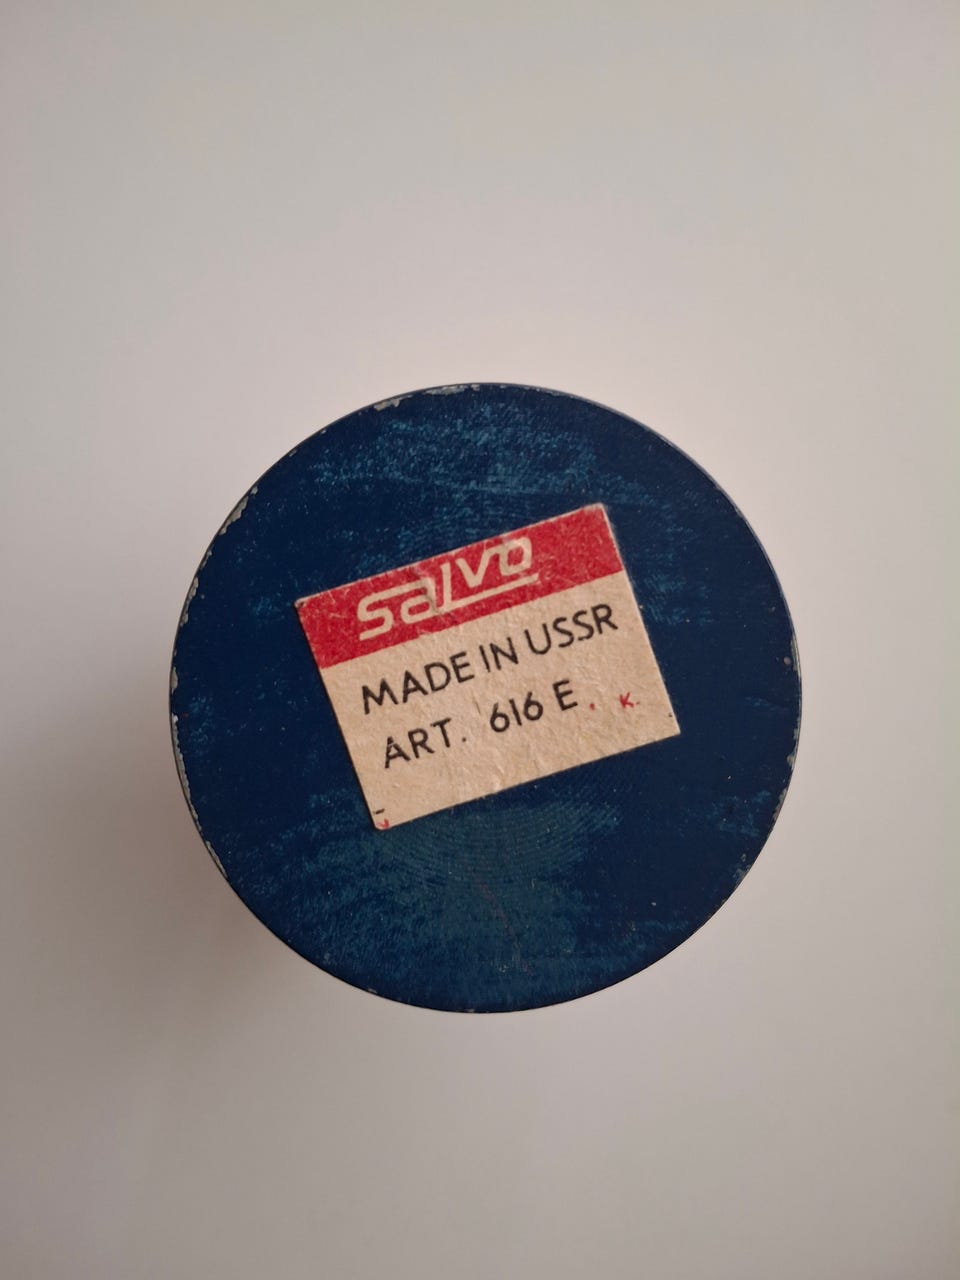 salvo
MADE IN USSR
ART. 616 E. K.